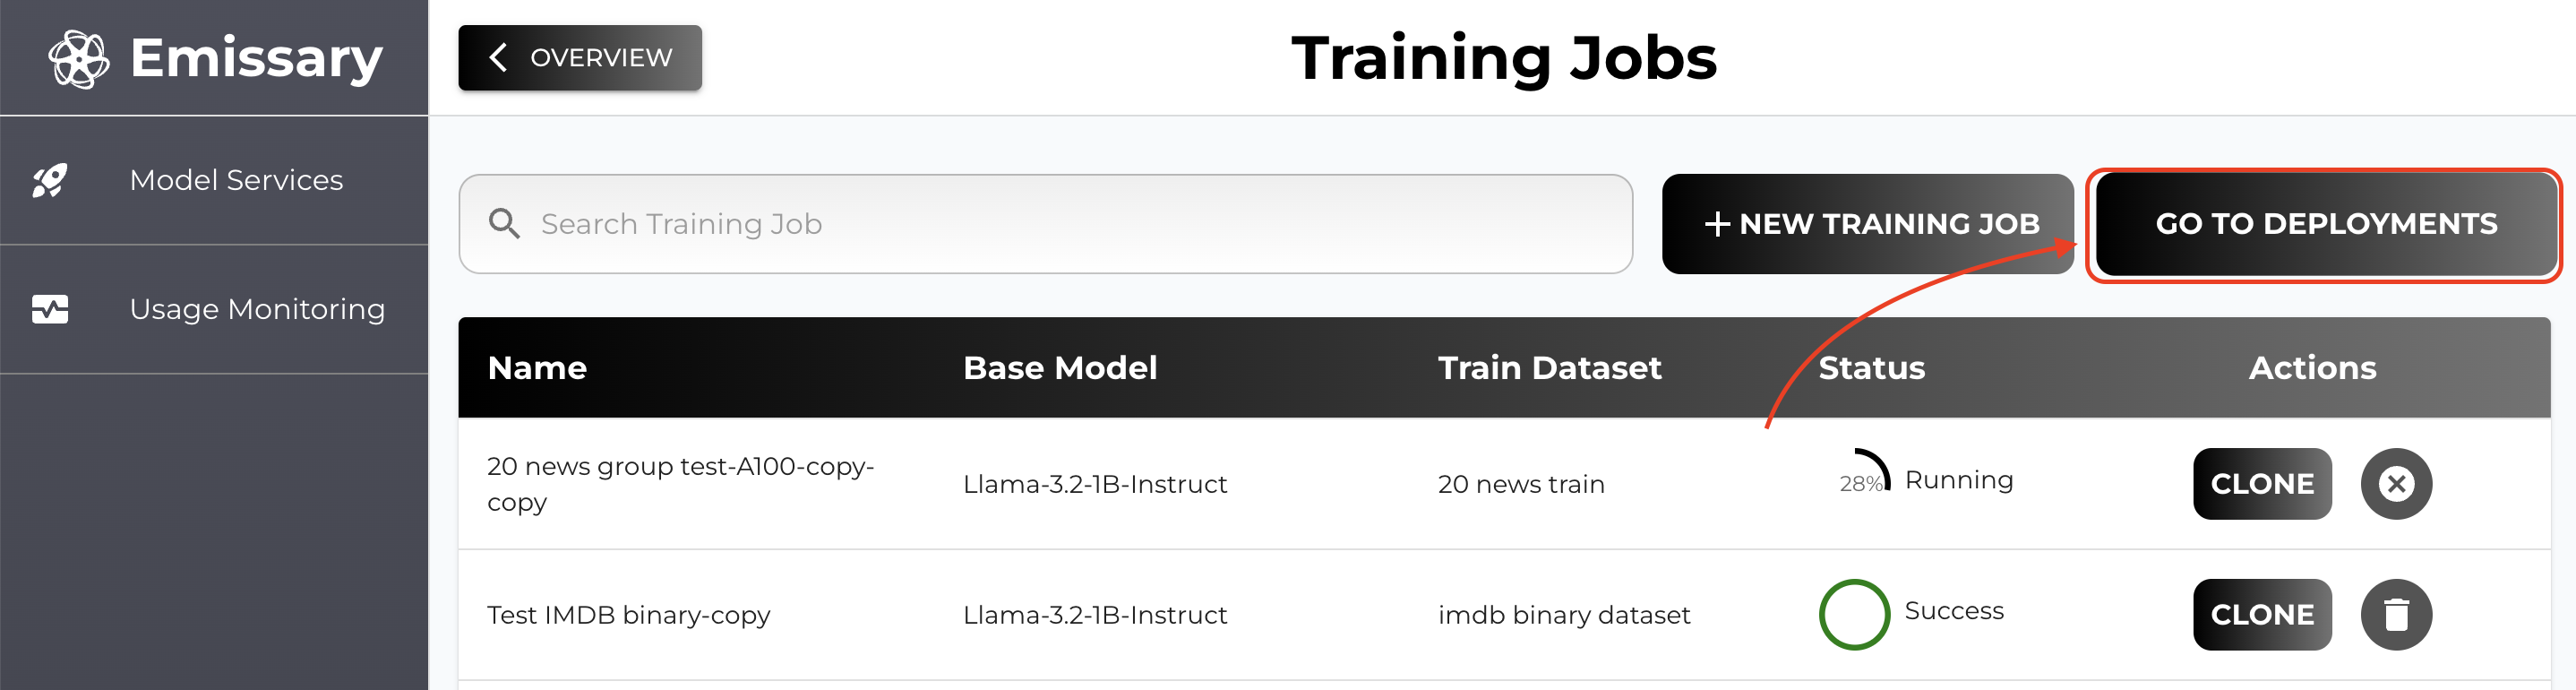 Emissary
OVERVIEW
Training Jobs
Model Services
Usage Monitoring
Search Training Job
+ NEW TRAINING JOB
GO TO DEPLOYMENTS
Name Base Model Train Dataset Status Actions
20 news group test-A100-copy-
copy
Llama-3.2-1B-Instruct
20 news train
28%
Running
CLONE
Test IMDB binary-copy
Llama-3.2-1B-Instruct
imdb binary dataset
Success
CLONE